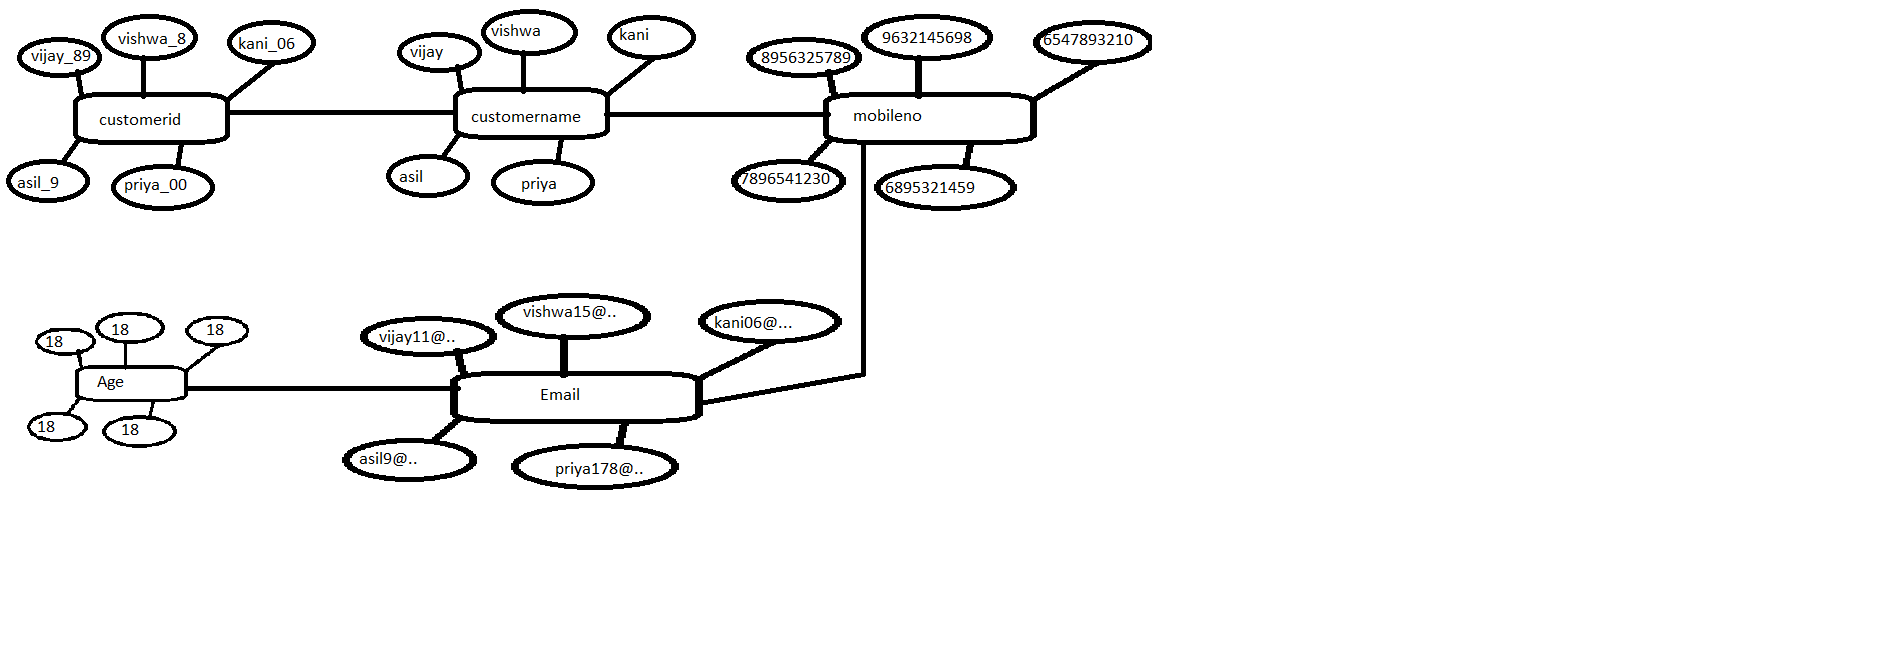 vijay_89
vishwa_8
kani_06
customerid
asil_9
priya_00
vijay
vishwa
kani
customername
asil
priya
8956325789
9632145698
6547893210
mobileno
7896541230
6895321459
18
18
18
Age
18
18
vijay11@..
vishwa15@..
kani06@...
Email
asil9@..
priya178@..